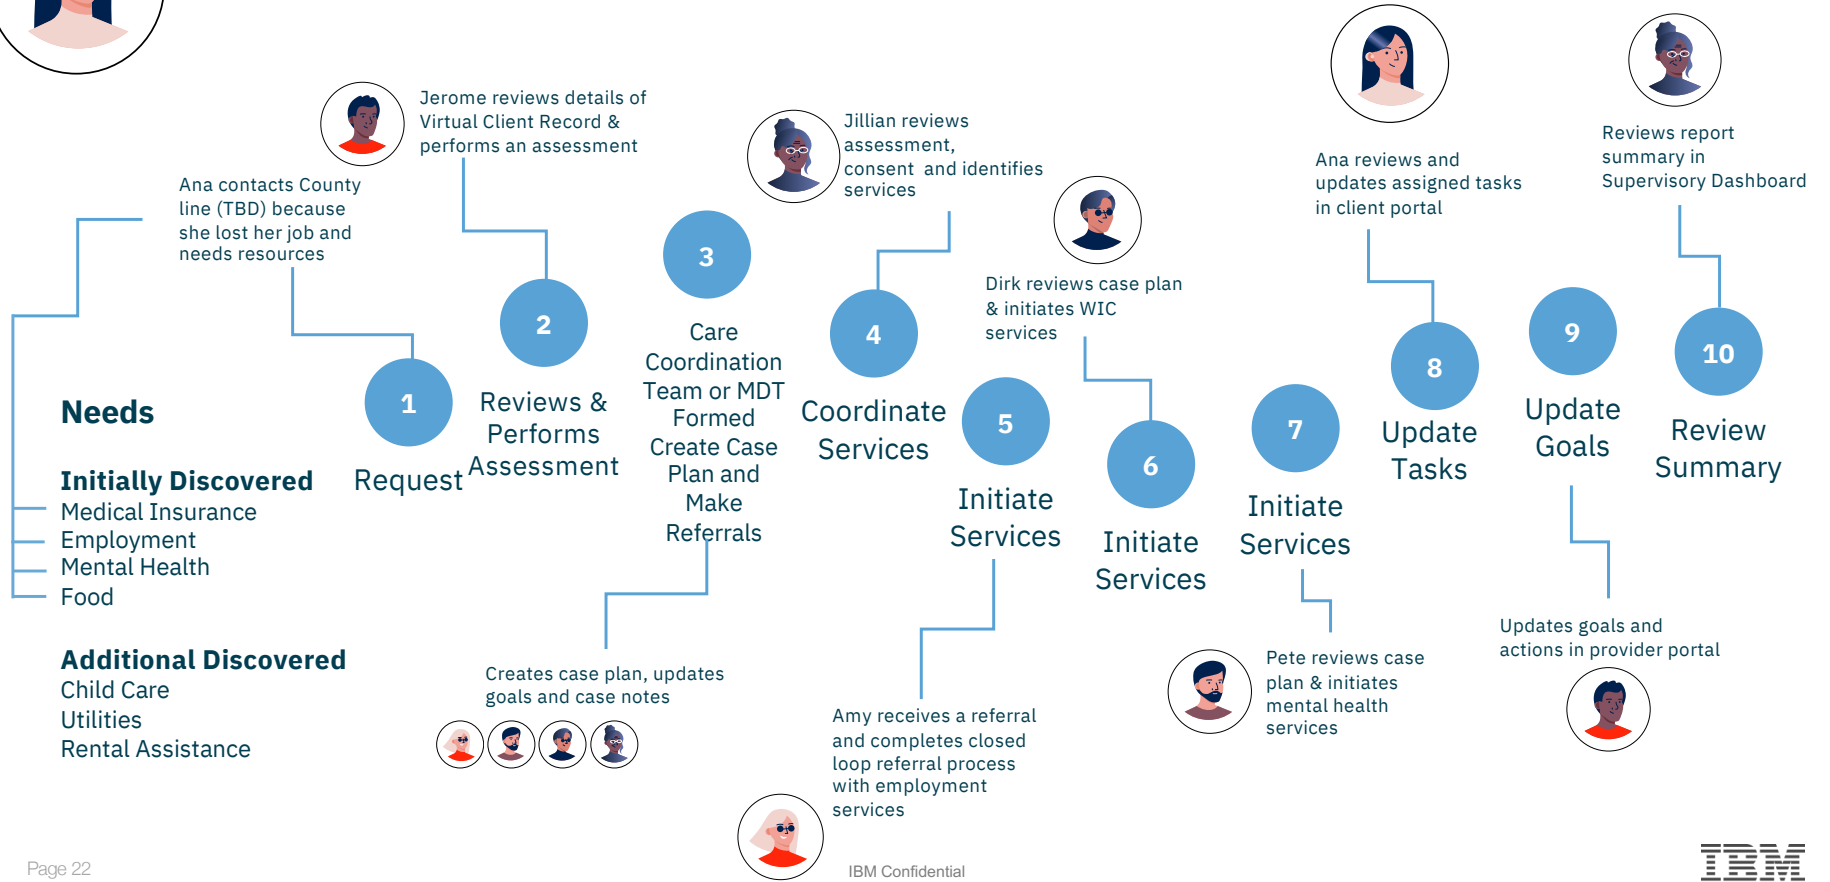 Jerome reviews details of
Virtual Client Record &
performs an assessment
Ana contacts County
line (TBD) because
she lost her job and
needs resources
Jillian reviews
assessment,
consent and identifies
services
Dirk reviews case plan
& initiates WIC
services
Ana reviews and
updates assigned tasks
in client portal
Reviews report
summary in
Supervisory Dashboard
Needs
Initially Discovered
Medical Insurance
Employment
Mental Health
Food
Additional Discovered
Child Care
Utilities
Rental Assistance
1
Request
2
Reviews &
Performs
Assessment
3
Care
Coordination
Team or MDT
Formed
Create Case
Plan and
Make
Referrals
4
Coordinate
Services
5
Initiate
Services
6
Initiate
Services
7
Initiate
Services
8
Update
Tasks
9
Update
Goals
10
Review
Summary
Creates case plan, updates
goals and case notes
Amy receives a referral
and completes closed
loop referral process
with employment
services
Pete reviews case
plan & initiates
mental health
services
Updates goals and
actions in provider portal
Page 22
IBM Confidential
IBM